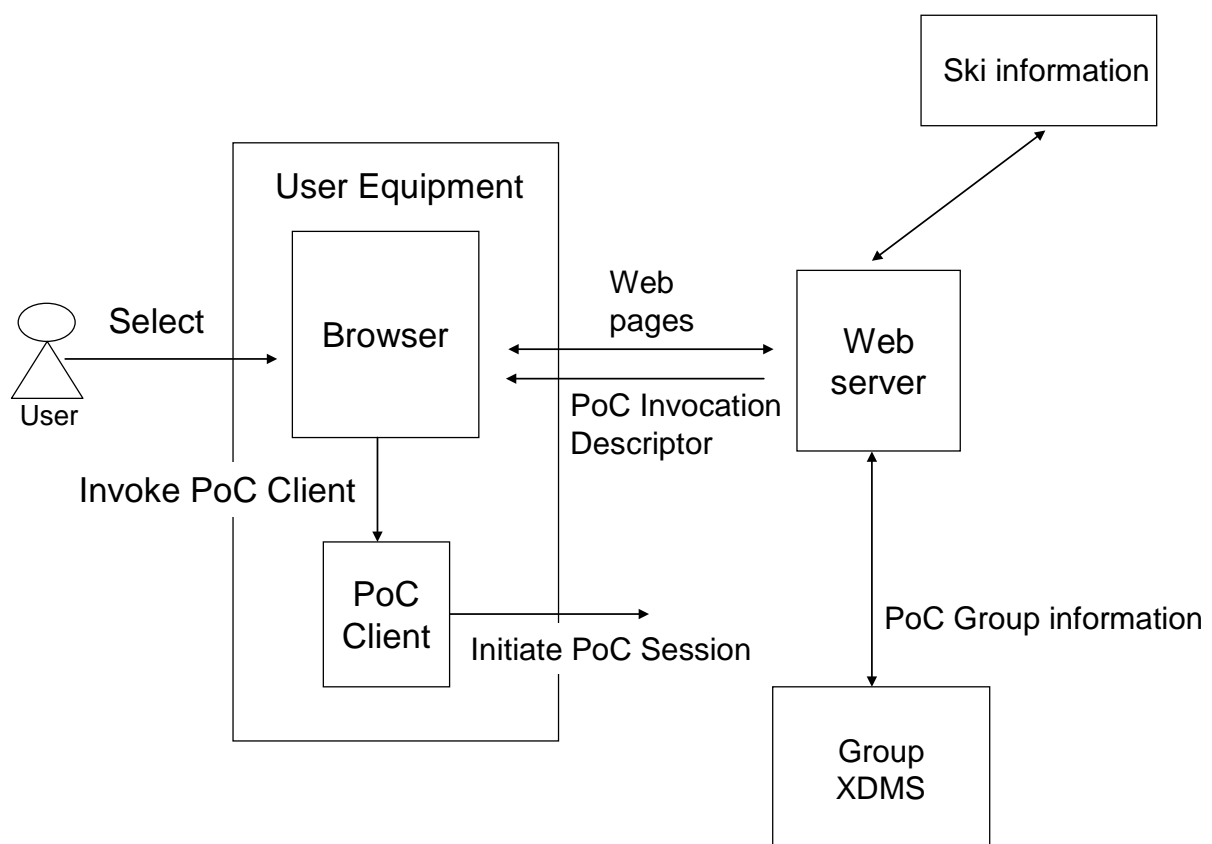 Ski information
User Equipment
Select
Browser
Web
pages
Web
server
User
PoC Invocation
Descriptor
Invoke PoC Client
PoC
Client
Initiate PoC Session
PoC Group information
Group
XDMS